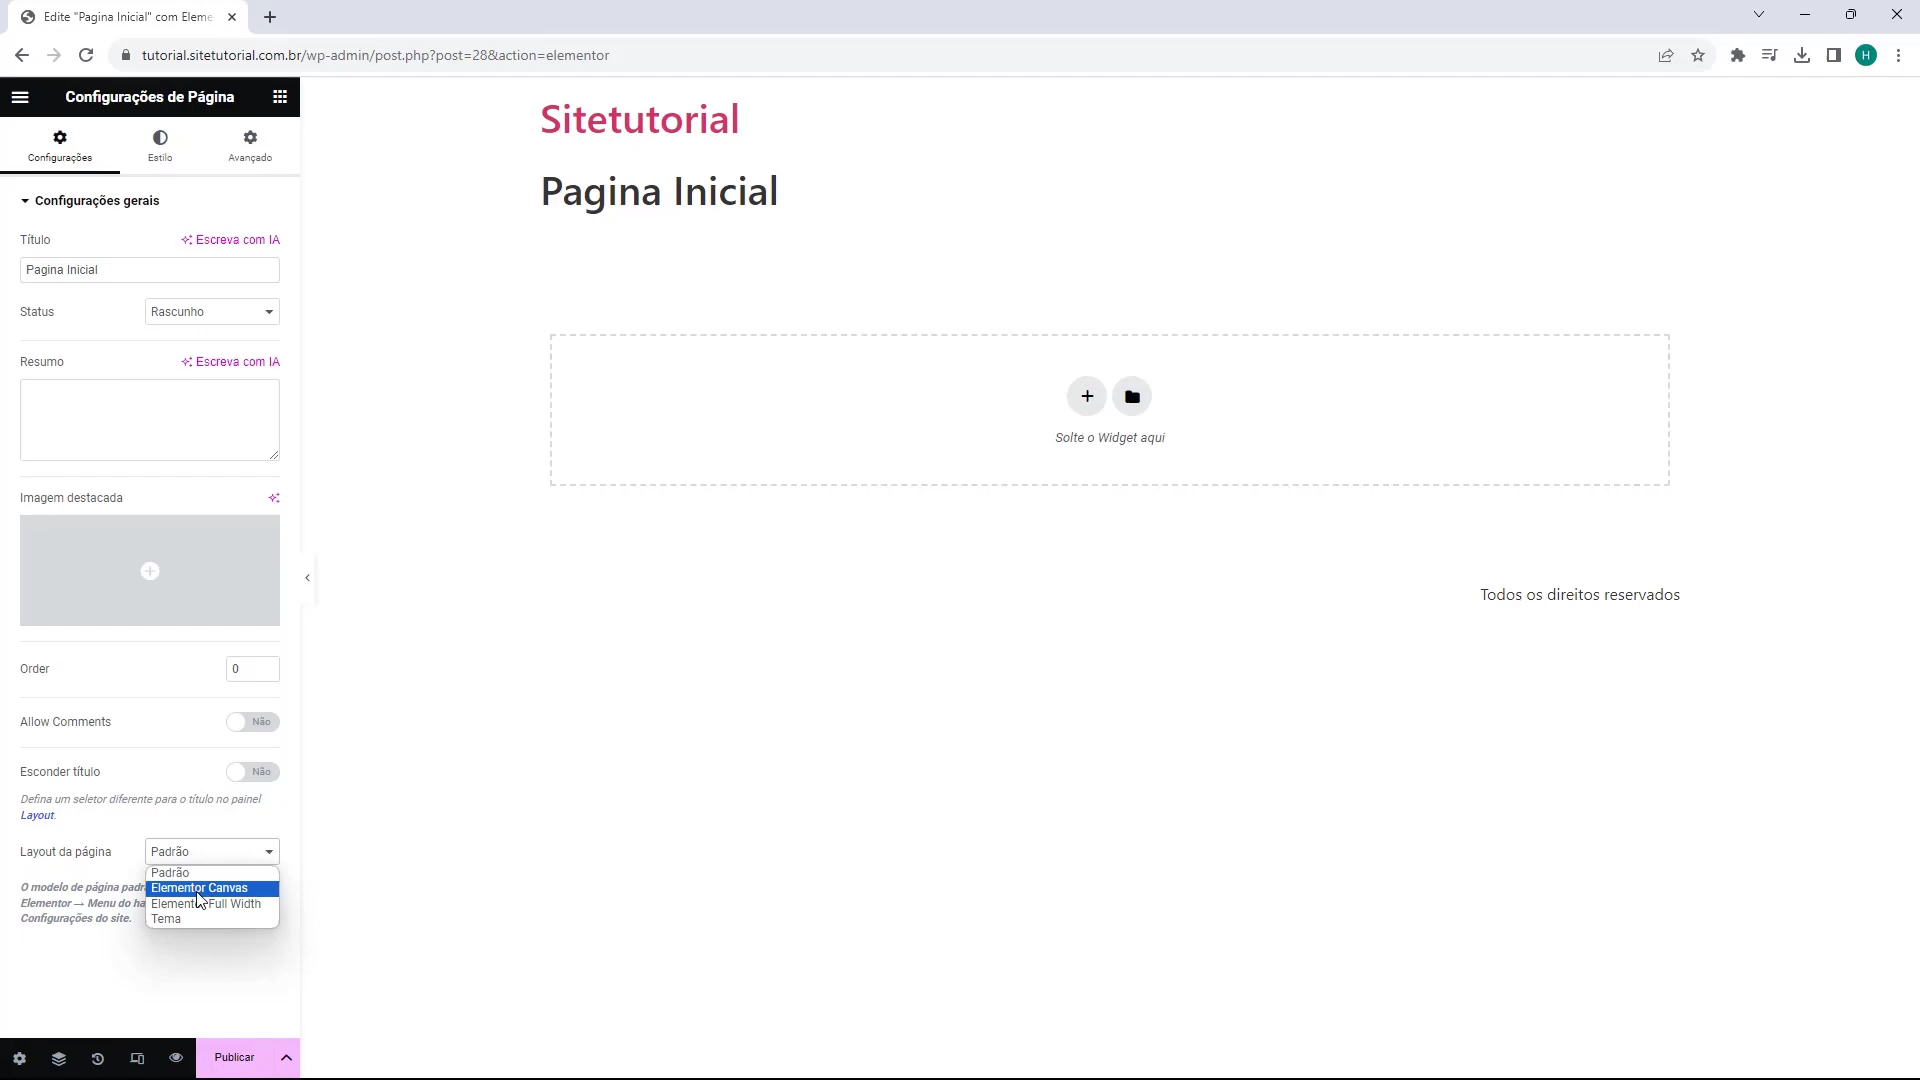 Edite "Pagina Inicial" com Eleme
tutorial.sitetutorial.com.br/wp-admin/post.php?post=28&action=elementor
H
Configurações de Página
Configurações
Estilo
Avançado
Configurações gerais
Título
Escreva com IA
Pagina Inicial
Status
Rascunho
Resumo
Escreva com IA
Imagem destacada
Order
0
Allow Comments
Não
Esconder título
Não
Defina um seletor diferente para o título no painel
Layout.
Layout da página
Padrão
Padrão
Elementor Canvas
Elementor Full Width
Tema
O modelo de página padr
Elementor → Menu do ha
Configurações do site.
Publicar
Sitetutorial
Pagina Inicial
Solte o Widget aqui
Todos os direitos reservados